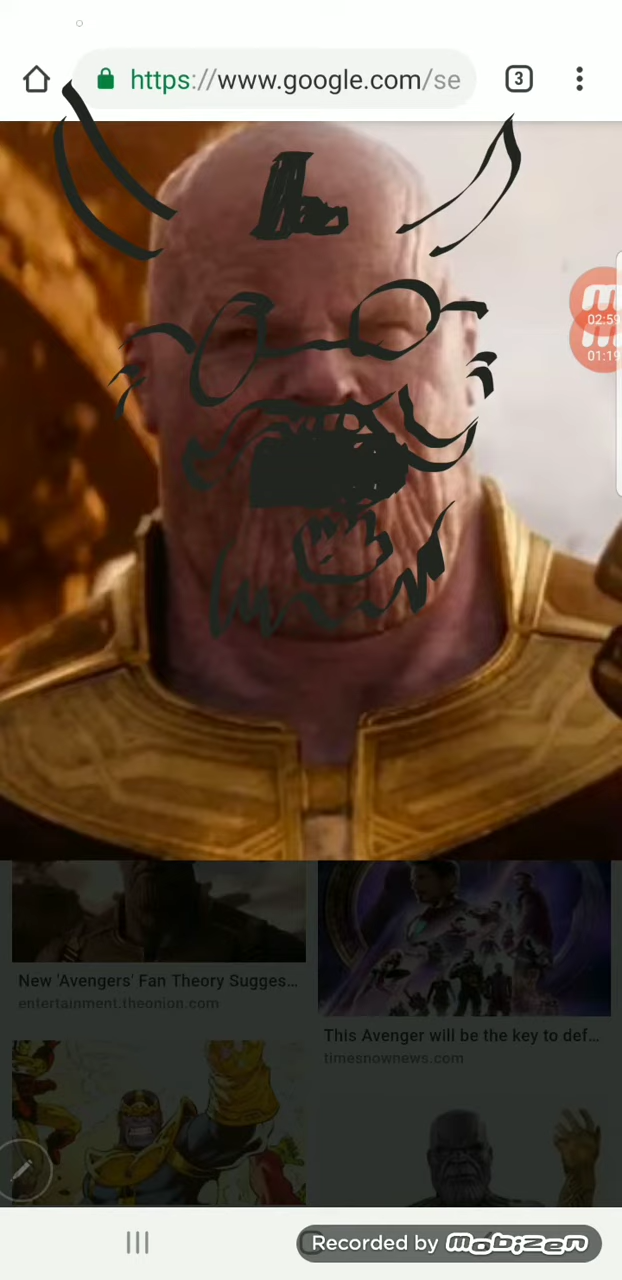 https://www.google.com/se
3
L
02:59
01:19
New 'Avengers' Fan Theory Sugges...
entertainment.theonion.com
This Avenger will be the key to def...
timesnownews.com
Recorded by mobizen